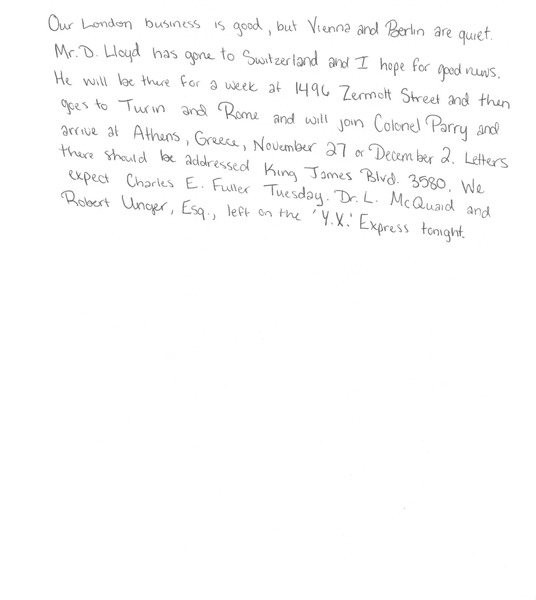 Our London business is good, but Vienna and Berlin are quiet.
Mr. D. Lloyd has gone to Switzerland and I hope for good news.
He will be there for a week at 1496 Zermott Street and then
goes to Turin and Rome and will join Colonel Parry and
arrive at Athens, Greece, November 27 or December 2. Letters
there should be addressed King James Blvd. 3580. We
expect Charles E. Fuller Tuesday. Dr. L. McQuaid and
Robert Unger, Esq., left on the 'Y.X.' Express tonight.